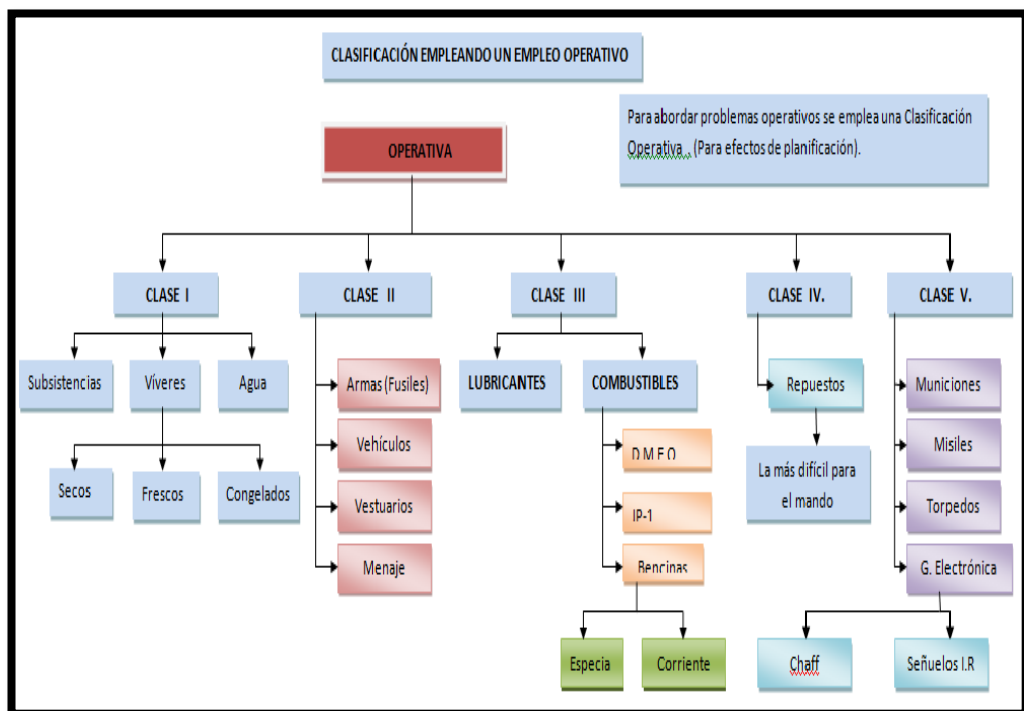 CLASIFICACIÓN EMPLEANDO UN EMPLEO OPERATIVO
Para abordar problemas operativos se emplea una Clasificación
Operativa . (Para efectos de planificación).
OPERATIVA
CLASE I
CLASE II
CLASE III
CLASE IV.
CLASE V.
Subsistencias
Víveres
Agua
Secos
Frescos
Congelados
Armas (Fusiles)
Vehículos
Vestuarios
Menaje
LUBRICANTES
COMBUSTIBLES
D.M.F.O
JP-1
Bencinas
Especia
Corriente
Repuestos
La más difícil para
el mando
Municiones
Misiles
Torpedos
G. Electrónica
Chaff
Señuelos I.R